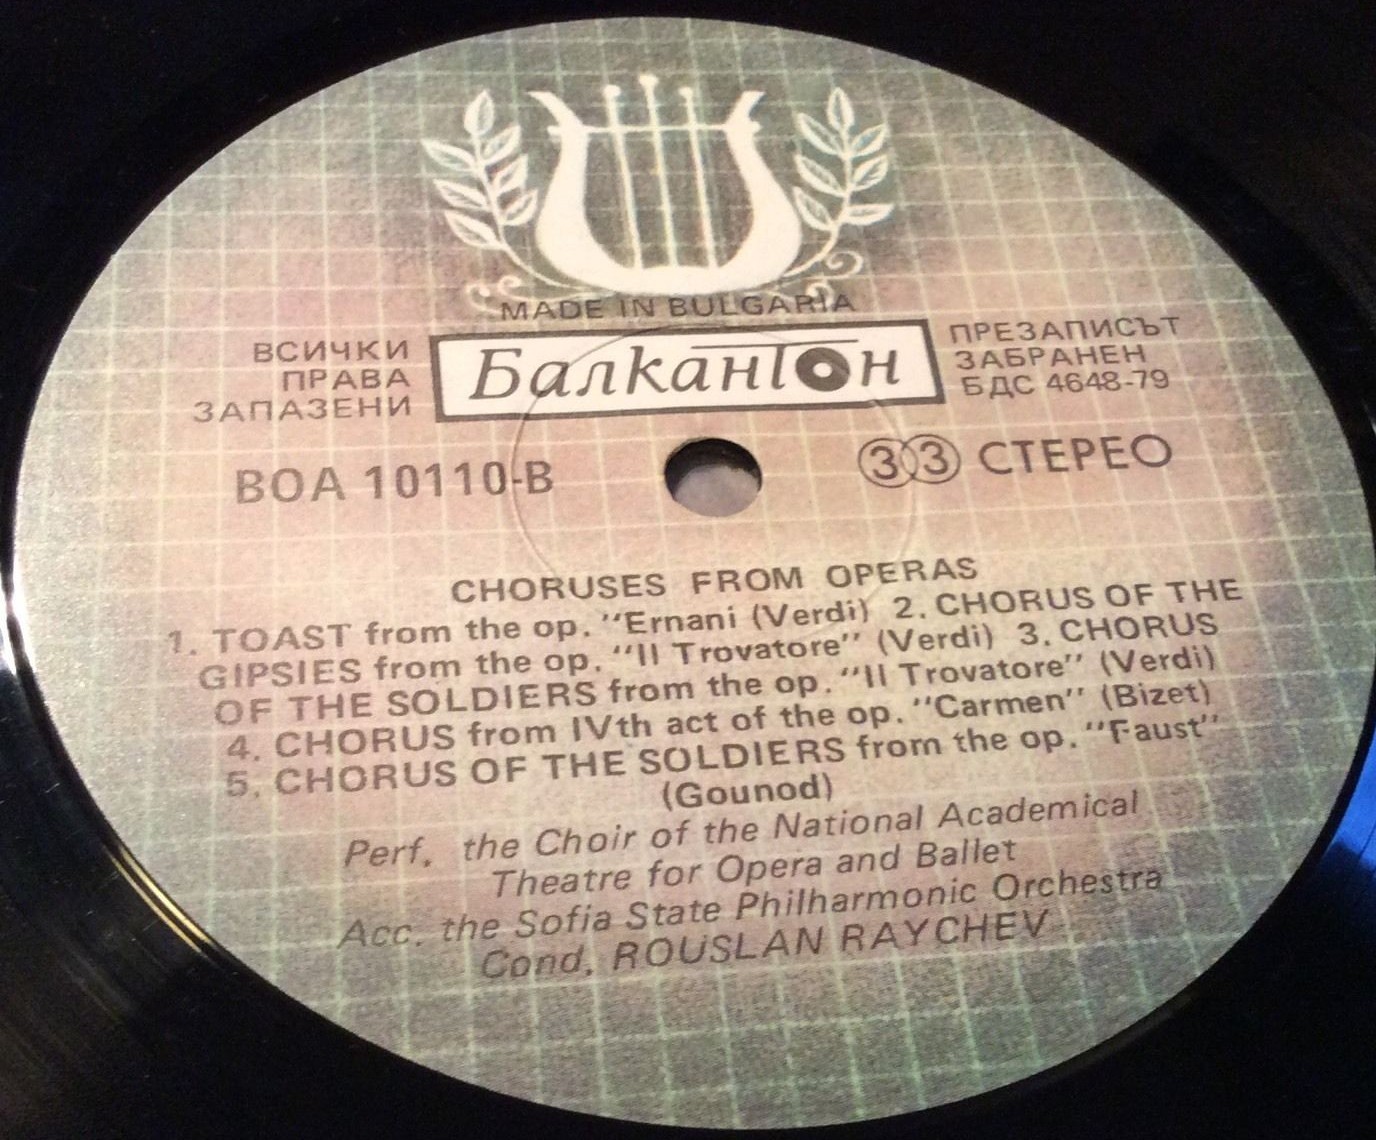 MADE IN BULGARIA
ВСИЧКИ
ПРАВА
ЗАПАЗЕНИ
Балкантон
ПРЕЗАПИСЪТ
ЗАБРАНЕН
БДС 4648-79
ВОА 10110-В
33 СТЕРЕО
CHORUSES FROM OPERAS
1. TOAST from the op. "Ernani (Verdi) 2. CHORUS OF THE
GIPSIES from the op. "Il Trovatore" (Verdi) 3. CHORUS
OF THE SOLDIERS from the op. "Il Trovatore" (Verdi)
4. CHORUS from IVth act of the op. "Carmen" (Bizet)
5. CHORUS OF THE SOLDIERS from the op. "Faust"
(Gounod)
Perf. the Choir of the National Academical
Theatre for Opera and Ballet
Acc. the Sofia State Philharmonic Orchestra
Cond. ROUSLAN RAYCHEV